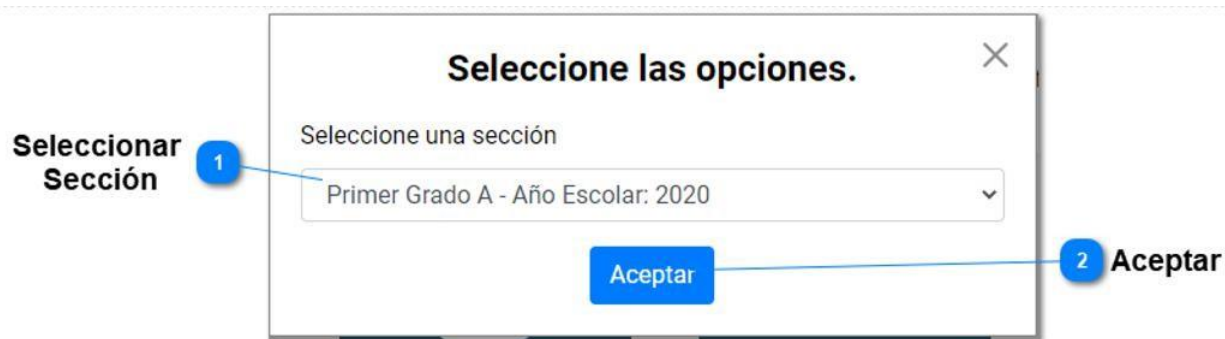 Seleccione las opciones.
Seleccione una sección
Seleccionar
Sección
1
Primer Grado A - Año Escolar: 2020
Aceptar
2 Aceptar